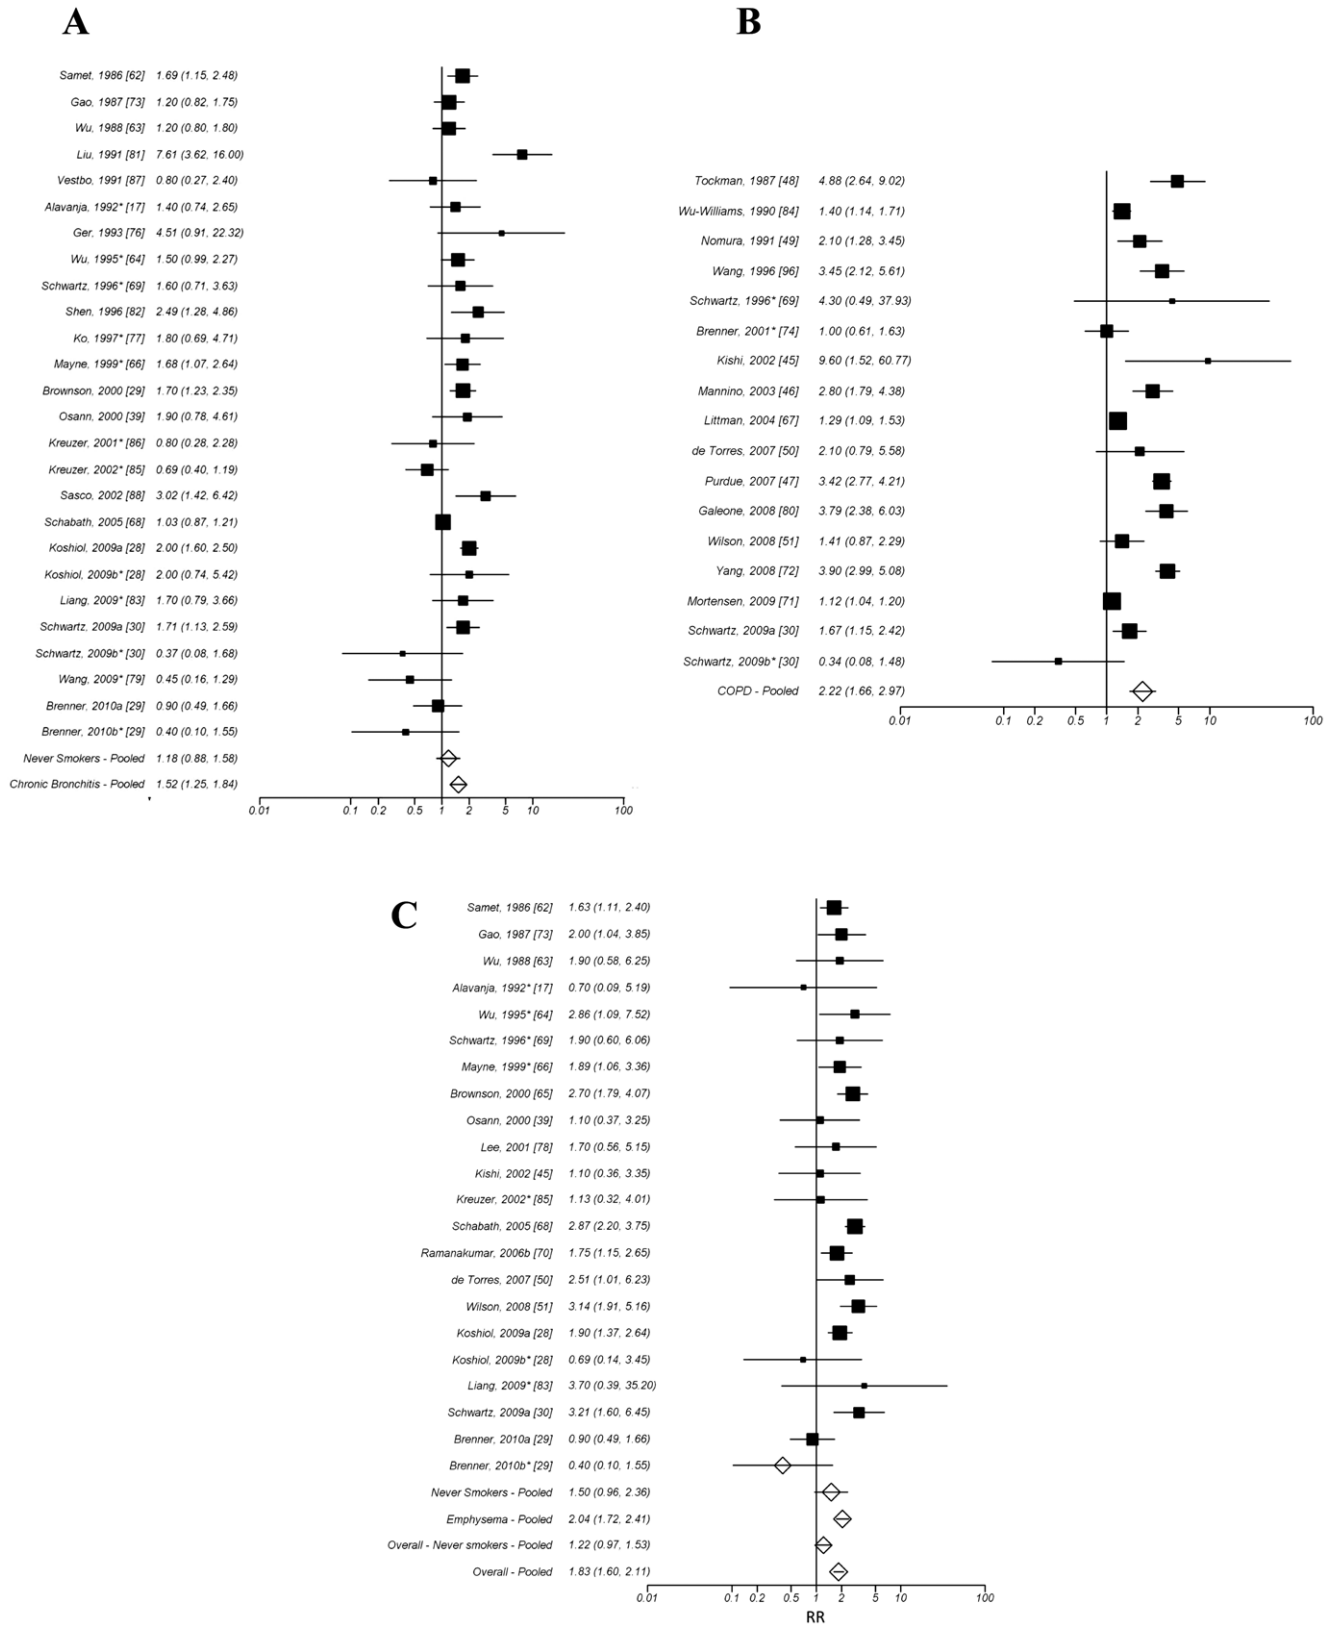 A
Samet, 1986 [62] 1.69 (1.15, 2.48)
Gao, 1987 [73] 1.20 (0.82, 1.75)
Wu, 1988 [63] 1.20 (0.80, 1.80)
Liu, 1991 [81] 7.61 (3.62, 16.00)
Vestbo, 1991 [87] 0.80 (0.27, 2.40)
Alavanja, 1992* [17] 1.40 (0.74, 2.65)
Ger, 1993 [76] 4.51 (0.91, 22.32)
Wu, 1995* [64] 1.50 (0.99, 2.27)
Schwartz, 1996* [69] 1.60 (0.71, 3.63)
Shen, 1996 [82] 2.49 (1.28, 4.86)
Ko, 1997* [77] 1.80 (0.69, 4.71)
Mayne, 1999* [66] 1.68 (1.07, 2.64)
Brownson, 2000 [29] 1.70 (1.23, 2.35)
Osann, 2000 [39] 1.90 (0.78, 4.61)
Kreuzer, 2001* [86] 0.80 (0.28, 2.28)
Kreuzer, 2002* [85] 0.69 (0.40, 1.19)
Sasco, 2002 [88] 3.02 (1.42, 6.42)
Schabath, 2005 [68] 1.03 (0.87, 1.21)
Koshiol, 2009a [28] 2.00 (1.60, 2.50)
Koshiol, 2009b* [28] 2.00 (0.74, 5.42)
Liang, 2009* [83] 1.70 (0.79, 3.66)
Schwartz, 2009a [30] 1.71 (1.13, 2.59)
Schwartz, 2009b* [30] 0.37 (0.08, 1.68)
Wang, 2009* [79] 0.45 (0.16, 1.29)
Brenner, 2010a [29] 0.90 (0.49, 1.66)
Brenner, 2010b* [29] 0.40 (0.10, 1.55)
Never Smokers - Pooled 1.18 (0.88, 1.58)
Chronic Bronchitis - Pooled 1.52 (1.25, 1.84)
0.01 0.1 0.2 0.5 1 2 5 10 100
B
Tockman, 1987 [48] 4.88 (2.64, 9.02)
Wu-Williams, 1990 [84] 1.40 (1.14, 1.71)
Nomura, 1991 [49] 2.10 (1.28, 3.45)
Wang, 1996 [96] 3.45 (2.12, 5.61)
Schwartz, 1996* [69] 4.30 (0.49, 37.93)
Brenner, 2001* [74] 1.00 (0.61, 1.63)
Kishi, 2002 [45] 9.60 (1.52, 60.77)
Mannino, 2003 [46] 2.80 (1.79, 4.38)
Littman, 2004 [67] 1.29 (1.09, 1.53)
de Torres, 2007 [50] 2.10 (0.79, 5.58)
Purdue, 2007 [47] 3.42 (2.77, 4.21)
Galeone, 2008 [80] 3.79 (2.38, 6.03)
Wilson, 2008 [51] 1.41 (0.87, 2.29)
Yang, 2008 [72] 3.90 (2.99, 5.08)
Mortensen, 2009 [71] 1.12 (1.04, 1.20)
Schwartz, 2009a [30] 1.67 (1.15, 2.42)
Schwartz, 2009b* [30] 0.34 (0.08, 1.48)
COPD - Pooled 2.22 (1.66, 2.97)
0.01 0.1 0.2 0.5 1 2 5 10 100
C
Samet, 1986 [62] 1.63 (1.11, 2.40)
Gao, 1987 [73] 2.00 (1.04, 3.85)
Wu, 1988 [63] 1.90 (0.58, 6.25)
Alavanja, 1992* [17] 0.70 (0.09, 5.19)
Wu, 1995* [64] 2.86 (1.09, 7.52)
Schwartz, 1996* [69] 1.90 (0.60, 6.06)
Mayne, 1999* [66] 1.89 (1.06, 3.36)
Brownson, 2000 [65] 2.70 (1.79, 4.07)
Osann, 2000 [39] 1.10 (0.37, 3.25)
Lee, 2001 [78] 1.70 (0.56, 5.15)
Kishi, 2002 [45] 1.10 (0.36, 3.35)
Kreuzer, 2002* [85] 1.13 (0.32, 4.01)
Schabath, 2005 [68] 2.87 (2.20, 3.75)
Ramanakumar, 2006b [70] 1.75 (1.15, 2.65)
de Torres, 2007 [50] 2.51 (1.01, 6.23)
Wilson, 2008 [51] 3.14 (1.91, 5.16)
Koshiol, 2009a [28] 1.90 (1.37, 2.64)
Koshiol, 2009b* [28] 0.69 (0.14, 3.45)
Liang, 2009* [83] 3.70 (0.39, 35.20)
Schwartz, 2009a [30] 3.21 (1.60, 6.45)
Brenner, 2010a [29] 0.90 (0.49, 1.66)
Brenner, 2010b* [29] 0.40 (0.10, 1.55)
Never Smokers - Pooled 1.50 (0.96, 2.36)
Emphysema - Pooled 2.04 (1.72, 2.41)
Overall - Never smokers - Pooled 1.22 (0.97, 1.53)
Overall - Pooled 1.83 (1.60, 2.11)
0.01 0.1 0.2 0.5 1 2 5 10 100
RR